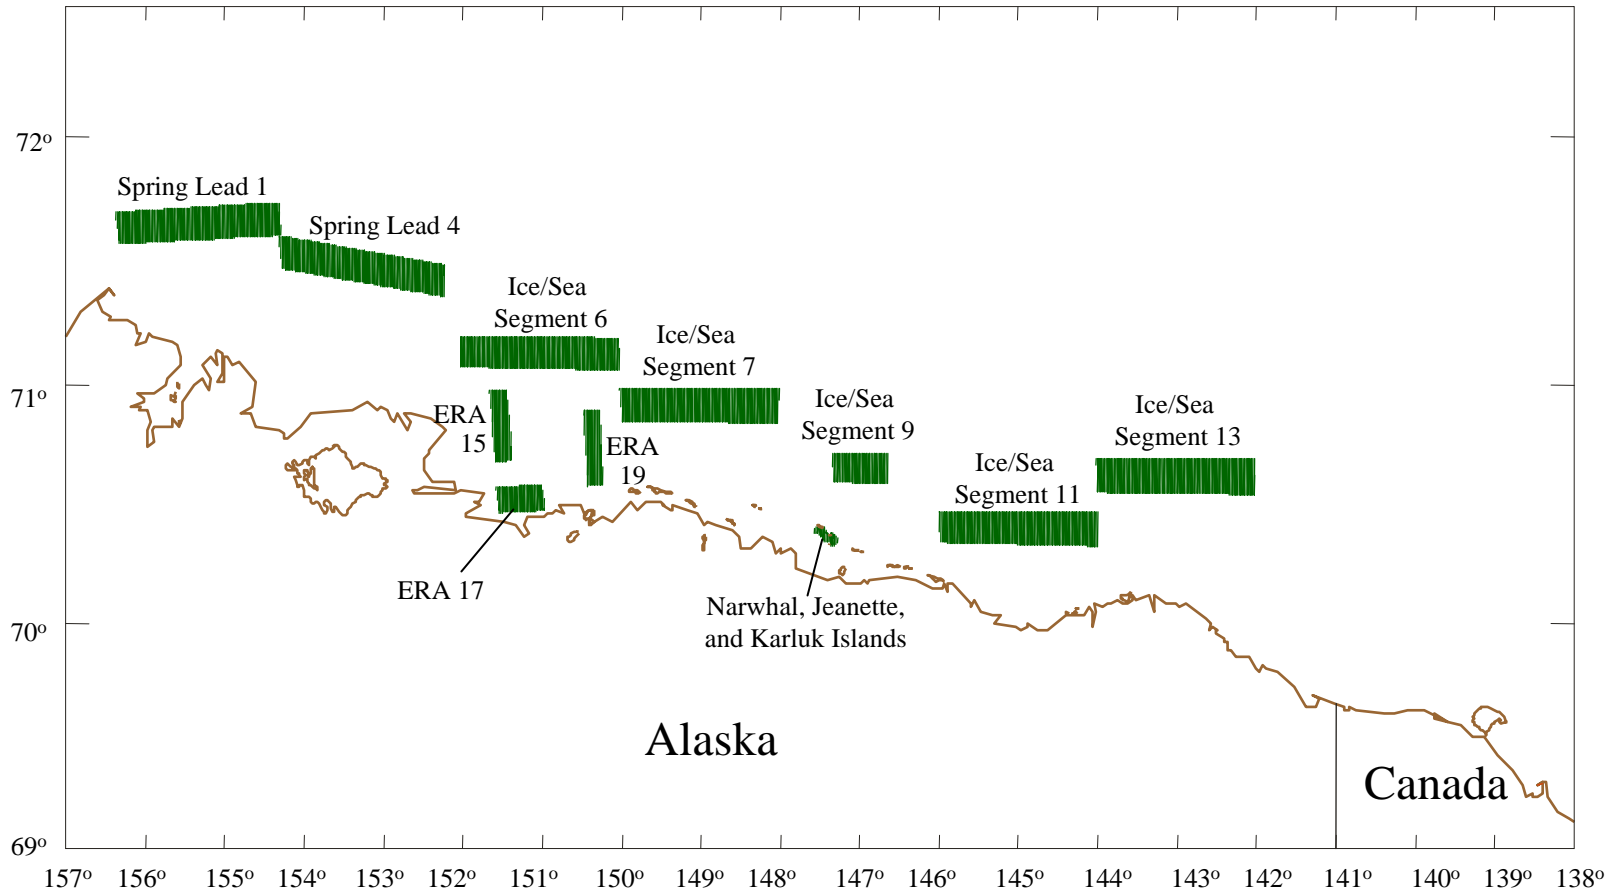 72º
Spring Lead 1
Spring Lead 4
Ice/Sea
Segment 6
Ice/Sea
Segment 7
71º
Ice/Sea
Segment 9
Ice/Sea
Segment 13
ERA
15
ERA
19
Ice/Sea
Segment 11
ERA 17
Narwhal, Jeanette,
and Karluk Islands
70º
Alaska
Canada
69º
157º 156º 155º 154º 153º 152º 151º 150º 149º 148º 147º 146º 145º 144º 143º 142º 141º 140º 139º 138º